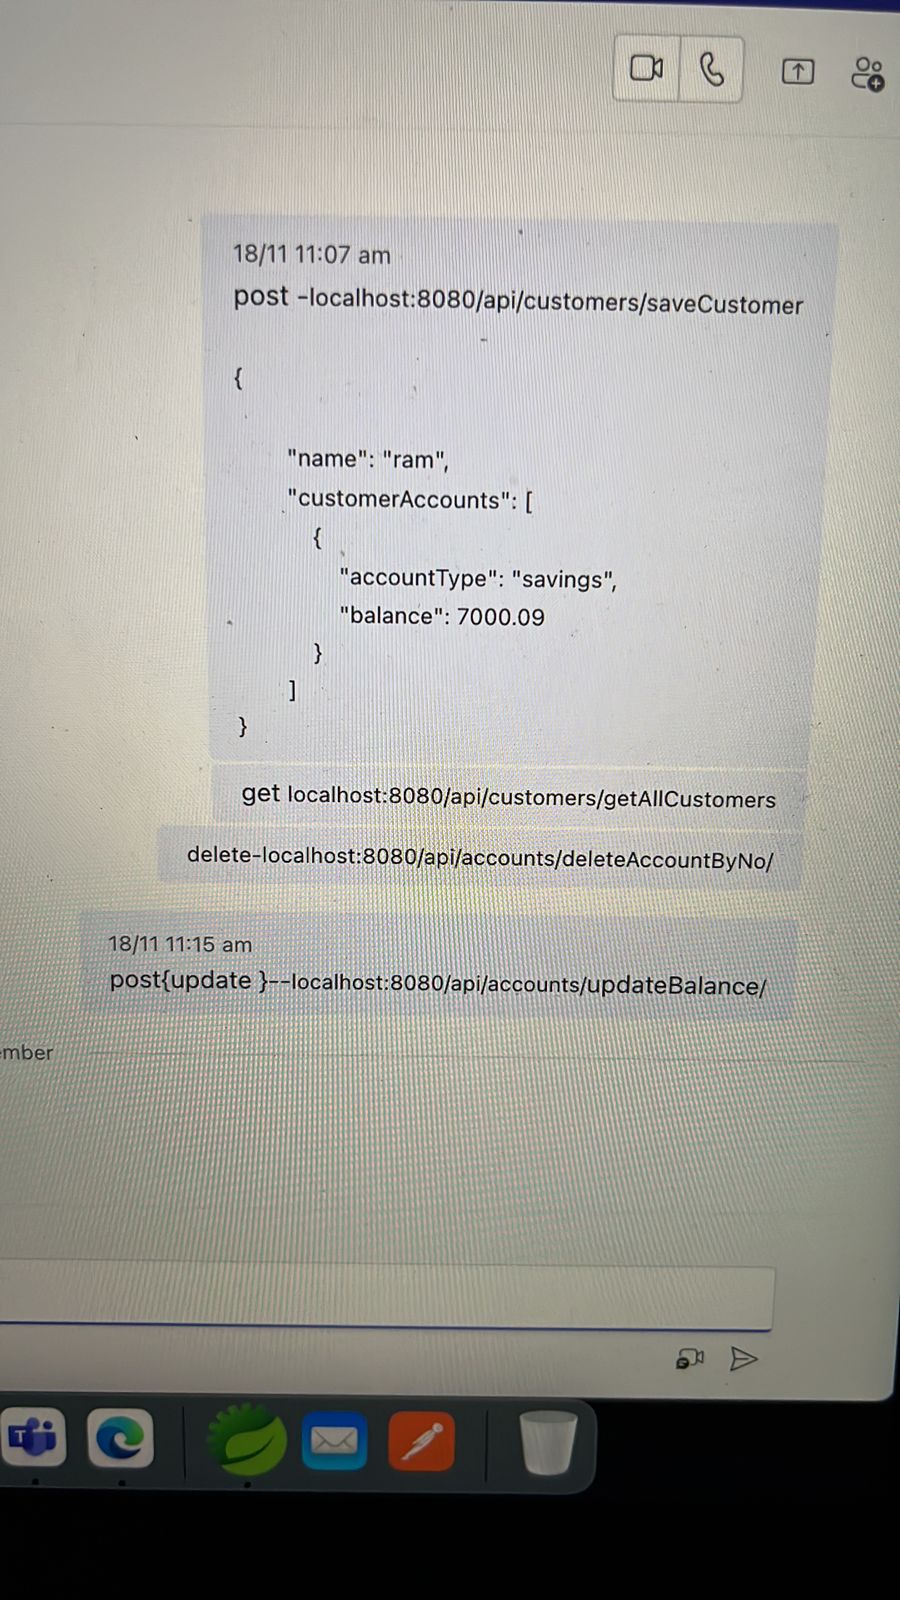 18/11 11:07 am
post -localhost:8080/api/customers/saveCustomer
{
"name": "ram",
"customerAccounts": [
{
"accountType": "savings",
"balance": 7000.09
}
]
}
get localhost:8080/api/customers/getAllCustomers
delete-localhost:8080/api/accounts/deleteAccountByNo/
18/11 11:15 am
post{update }--localhost:8080/api/accounts/updateBalance/
mber
T